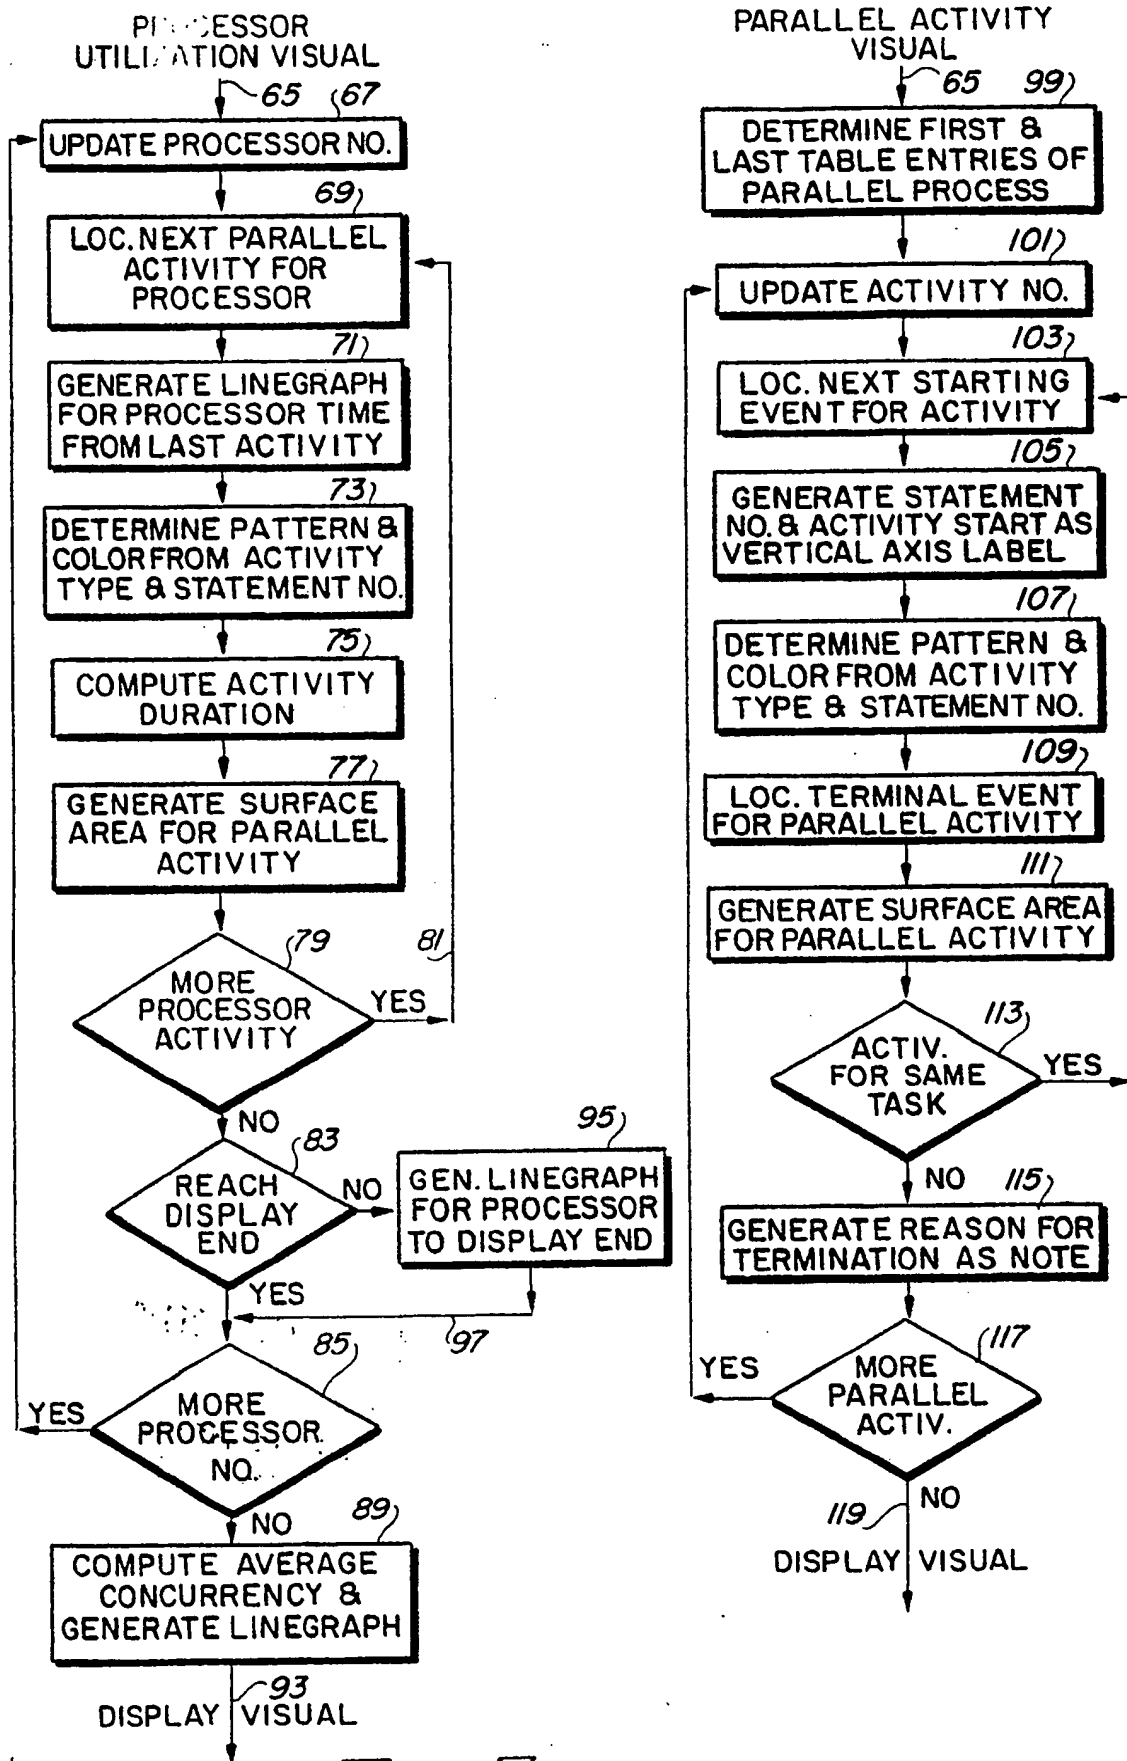 UTILIZATION VISUAL
65
67
UPDATE PROCESSOR NO.
69
LOC. NEXT PARALLEL
ACTIVITY FOR
PROCESSOR
71
GENERATE LINEGRAPH
FOR PROCESSOR TIME
FROM LAST ACTIVITY
73
DETERMINE PATTERN &
COLOR FROM ACTIVITY
TYPE & STATEMENT NO.
75
COMPUTE ACTIVITY
DURATION
77
GENERATE SURFACE
AREA FOR PARALLEL
ACTIVITY
79
MORE
PROCESSOR
ACTIVITY
YES
81
NO
83
REACH
DISPLAY
END
NO
95
GEN. LINEGRAPH
FOR PROCESSOR
TO DISPLAY END
YES
97
85
MORE
PROCESSOR
NO.
YES
NO
89
COMPUTE AVERAGE
CONCURRENCY &
GENERATE LINEGRAPH
93
DISPLAY VISUAL
PARALLEL ACTIVITY
VISUAL
65
99
DETERMINE FIRST &
LAST TABLE ENTRIES OF
PARALLEL PROCESS
101
UPDATE ACTIVITY NO.
103
LOC. NEXT STARTING
EVENT FOR ACTIVITY
105
GENERATE STATEMENT
NO. & ACTIVITY START AS
VERTICAL AXIS LABEL
107
DETERMINE PATTERN &
COLOR FROM ACTIVITY
TYPE & STATEMENT NO.
109
LOC. TERMINAL EVENT
FOR PARALLEL ACTIVITY
111
GENERATE SURFACE AREA
FOR PARALLEL ACTIVITY
113
ACTIV.
FOR SAME
TASK
YES
NO
115
GENERATE REASON FOR
TERMINATION AS NOTE
117
MORE
PARALLEL
ACTIV.
YES
NO
119
DISPLAY VISUAL